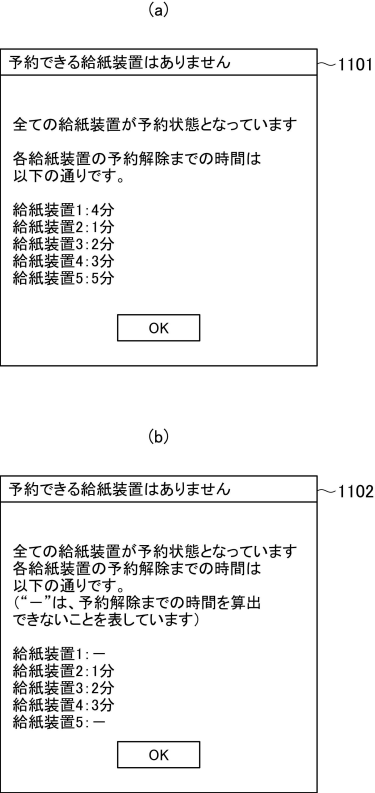 (a)
予約できる給紙装置はありません
1101
全ての給紙装置が予約状態となっています
各給紙装置の予約解除までの時間は
以下の通りです。
給紙装置1:4分
給紙装置2:1分
給紙装置3:2分
給紙装置4:3分
給紙装置5:5分
OK
(b)
予約できる給紙装置はありません
1102
全ての給紙装置が予約状態となっています
各給紙装置の予約解除までの時間は
以下の通りです。
(“－”は、予約解除までの時間を算出
できないことを表しています)
給紙装置1:－
給紙装置2:1分
給紙装置3:2分
給紙装置4:3分
給紙装置5:－
OK